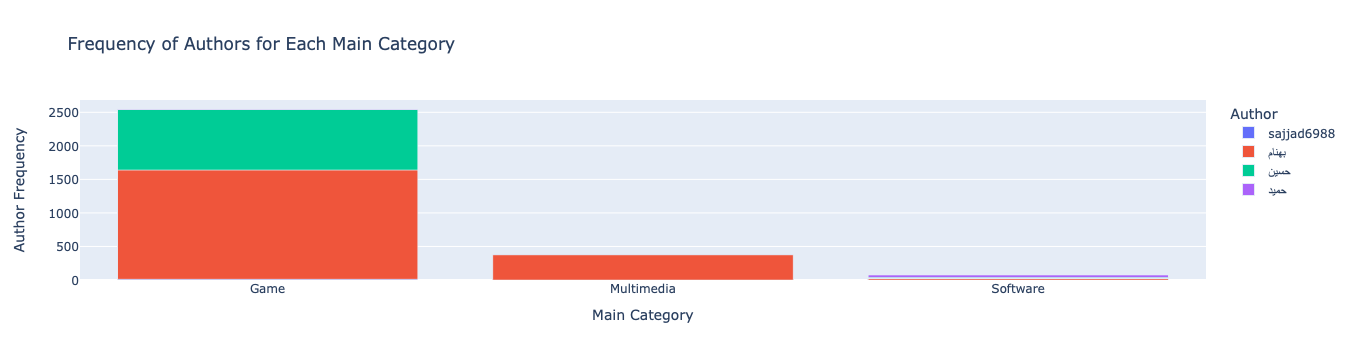 Frequency of Authors for Each Main Category
Author Frequency
2500
2000
1500
1000
500
0
Game
Multimedia
Software
Main Category
Author
sajjad6988
بهنام
حسین
حمید